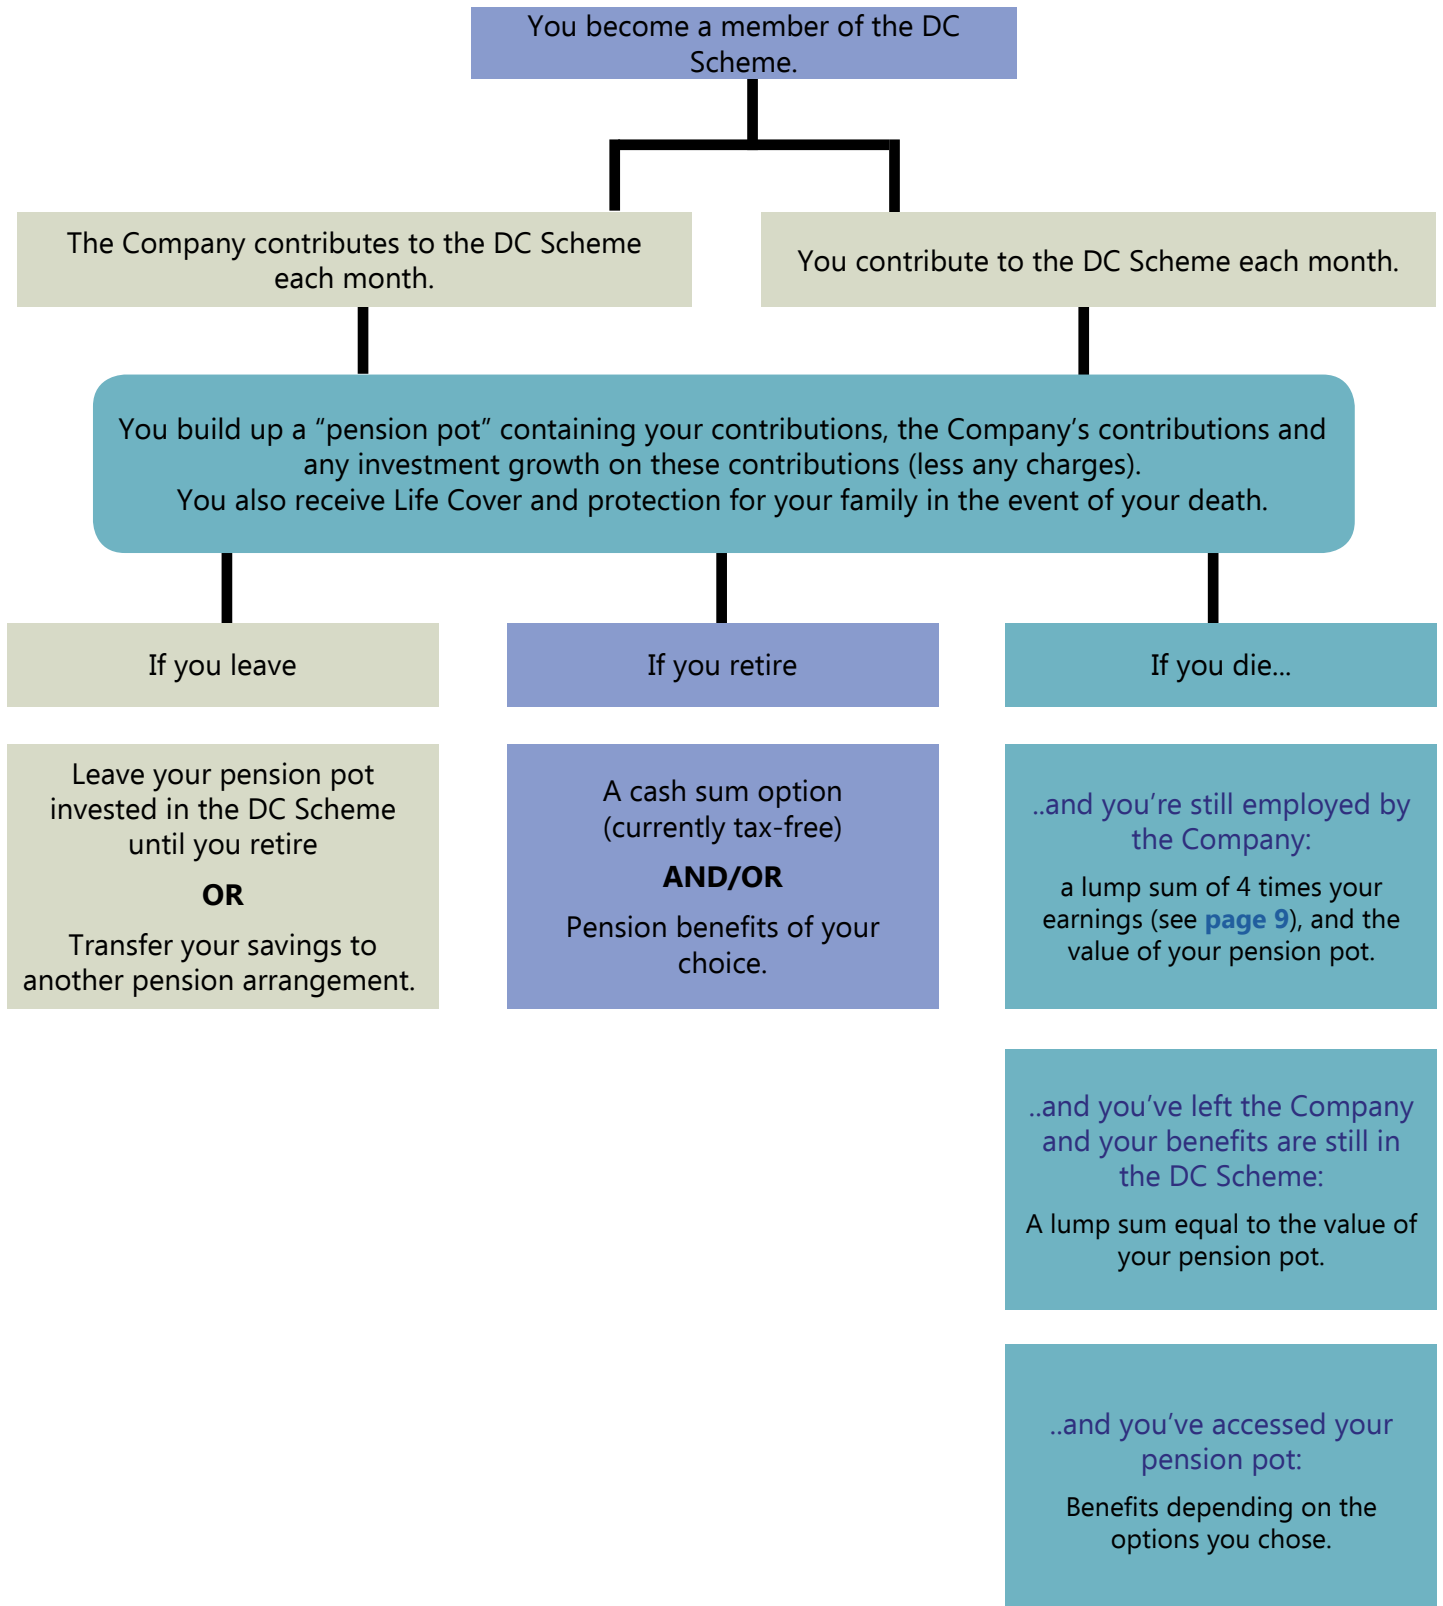 You become a member of the DC
Scheme.
The Company contributes to the DC Scheme
each month.
You contribute to the DC Scheme each month.
You build up a “pension pot” containing your contributions, the Company’s contributions and
any investment growth on these contributions (less any charges).
You also receive Life Cover and protection for your family in the event of your death.
If you leave
Leave your pension pot
invested in the DC Scheme
until you retire
OR
Transfer your savings to
another pension arrangement.
If you retire
A cash sum option
(currently tax-free)
AND/OR
Pension benefits of your
choice.
If you die...
..and you’re still employed by
the Company:
a lump sum of 4 times your
earnings (see page 9), and the
value of your pension pot.
..and you’ve left the Company
and your benefits are still in
the DC Scheme:
A lump sum equal to the value of
your pension pot.
..and you’ve accessed your
pension pot:
Benefits depending on the
options you chose.